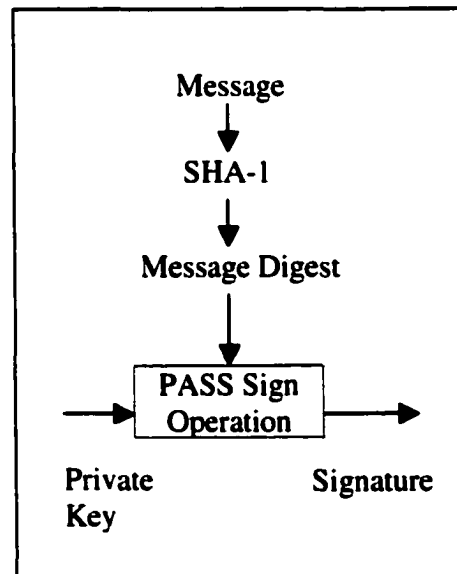 Message
SHA-1
Message Digest
PASS Sign
Operation
Private
Key
Signature